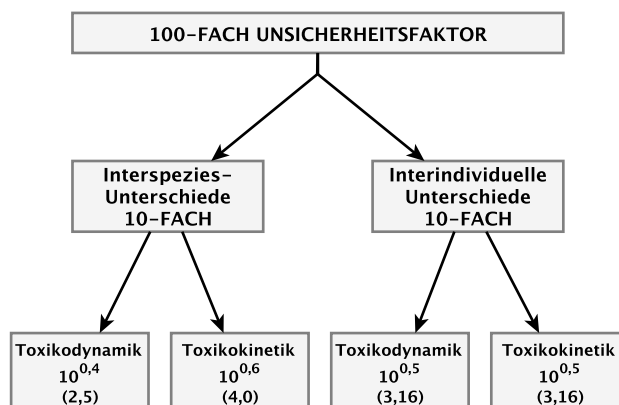 100-FACH UNSICHERHEITSFAKTOR
Interspezies-
Unterschiede
10-FACH
Interindividuelle
Unterschiede
10-FACH
Toxikodynamik
10^0,4
(2,5)
Toxikokinetik
10^0,6
(4,0)
Toxikodynamik
10^0,5
(3,16)
Toxikokinetik
10^0,5
(3,16)